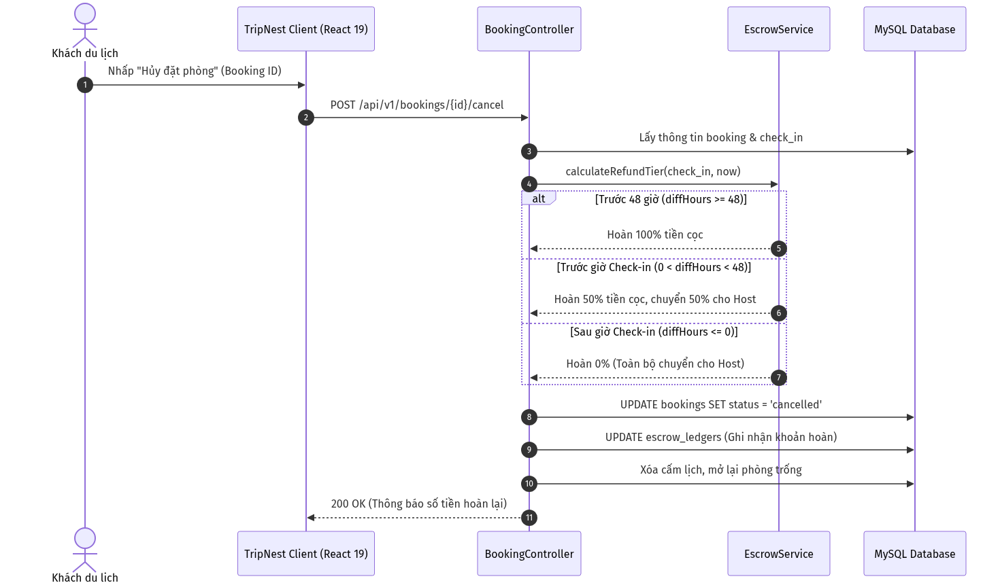 Khách du lịch
TripNest Client (React 19)
BookingController
EscrowService
MySQL Database
Nhấp "Hủy đặt phòng" (Booking ID)
1
POST /api/v1/bookings/{id}/cancel
2
Lấy thông tin booking & check_in
3
calculateRefundTier(check_in, now)
4
alt
[Trước 48 giờ (diffHours >= 48)]
Hoàn 100% tiền cọc
5
[Trước giờ Check-in (0 < diffHours < 48)]
Hoàn 50% tiền cọc, chuyển 50% cho Host
6
[Sau giờ Check-in (diffHours <= 0)]
Hoàn 0% (Toàn bộ chuyển cho Host)
7
UPDATE bookings SET status = 'cancelled'
8
UPDATE escrow_ledgers (Ghi nhận khoản hoàn)
9
Xóa cấm lịch, mở lại phòng trống
10
200 OK (Thông báo số tiền hoàn lại)
11
Khách du lịch
TripNest Client (React 19)
BookingController
EscrowService
MySQL Database